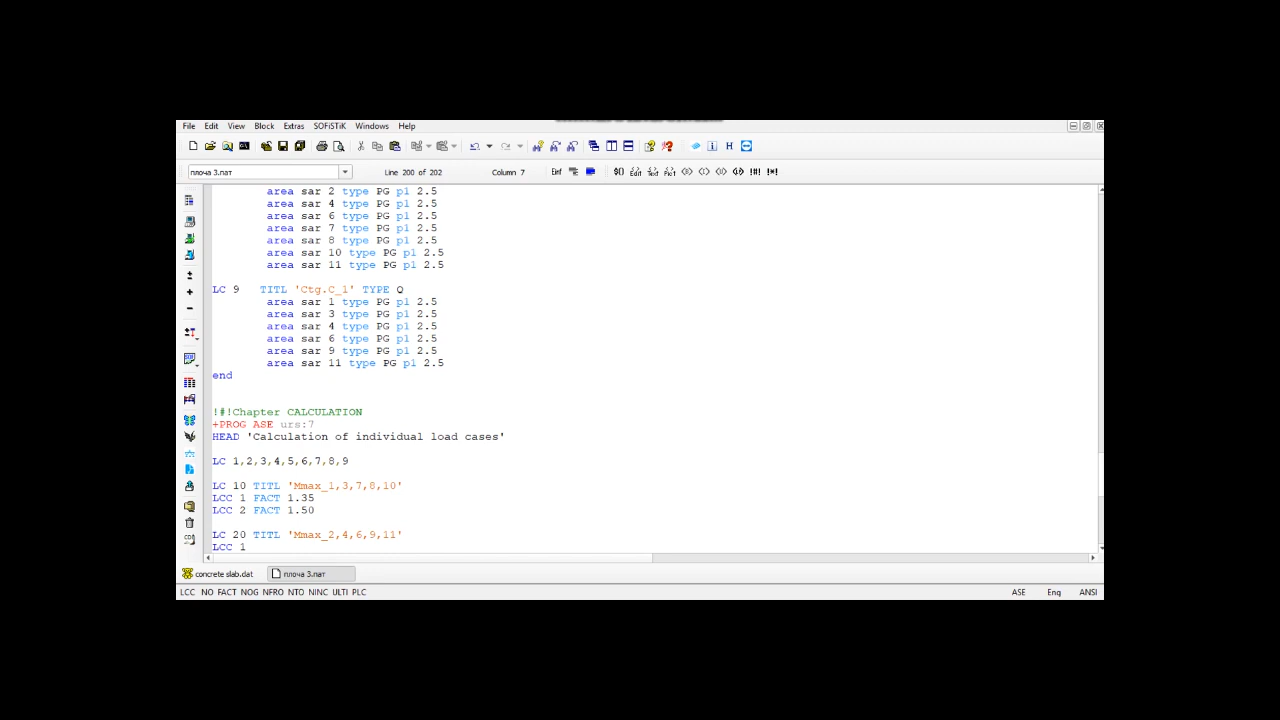 File Edit View Block Extras SOFiSTiK Windows Help
плоча 3.пат Line 200 of 202 Column 7
area sar 2 type PG p1 2.5
area sar 4 type PG p1 2.5
area sar 6 type PG p1 2.5
area sar 7 type PG p1 2.5
area sar 8 type PG p1 2.5
area sar 10 type PG p1 2.5
area sar 11 type PG p1 2.5
LC 9 TITL 'Ctg.C_1' TYPE Q
area sar 1 type PG p1 2.5
area sar 3 type PG p1 2.5
area sar 4 type PG p1 2.5
area sar 6 type PG p1 2.5
area sar 9 type PG p1 2.5
area sar 11 type PG p1 2.5
end
!#!Chapter CALCULATION
+PROG ASE urs:7
HEAD 'Calculation of individual load cases'
LC 1,2,3,4,5,6,7,8,9
LC 10 TITL 'Mmax_1,3,7,8,10'
LCC 1 FACT 1.35
LCC 2 FACT 1.50
LC 20 TITL 'Mmax_2,4,6,9,11'
LCC 1
concrete slab.dat плоча 3.пат
LCC NO FACT NOG NFRO NTO NINC ULTI PLC ASE Eng ANSI